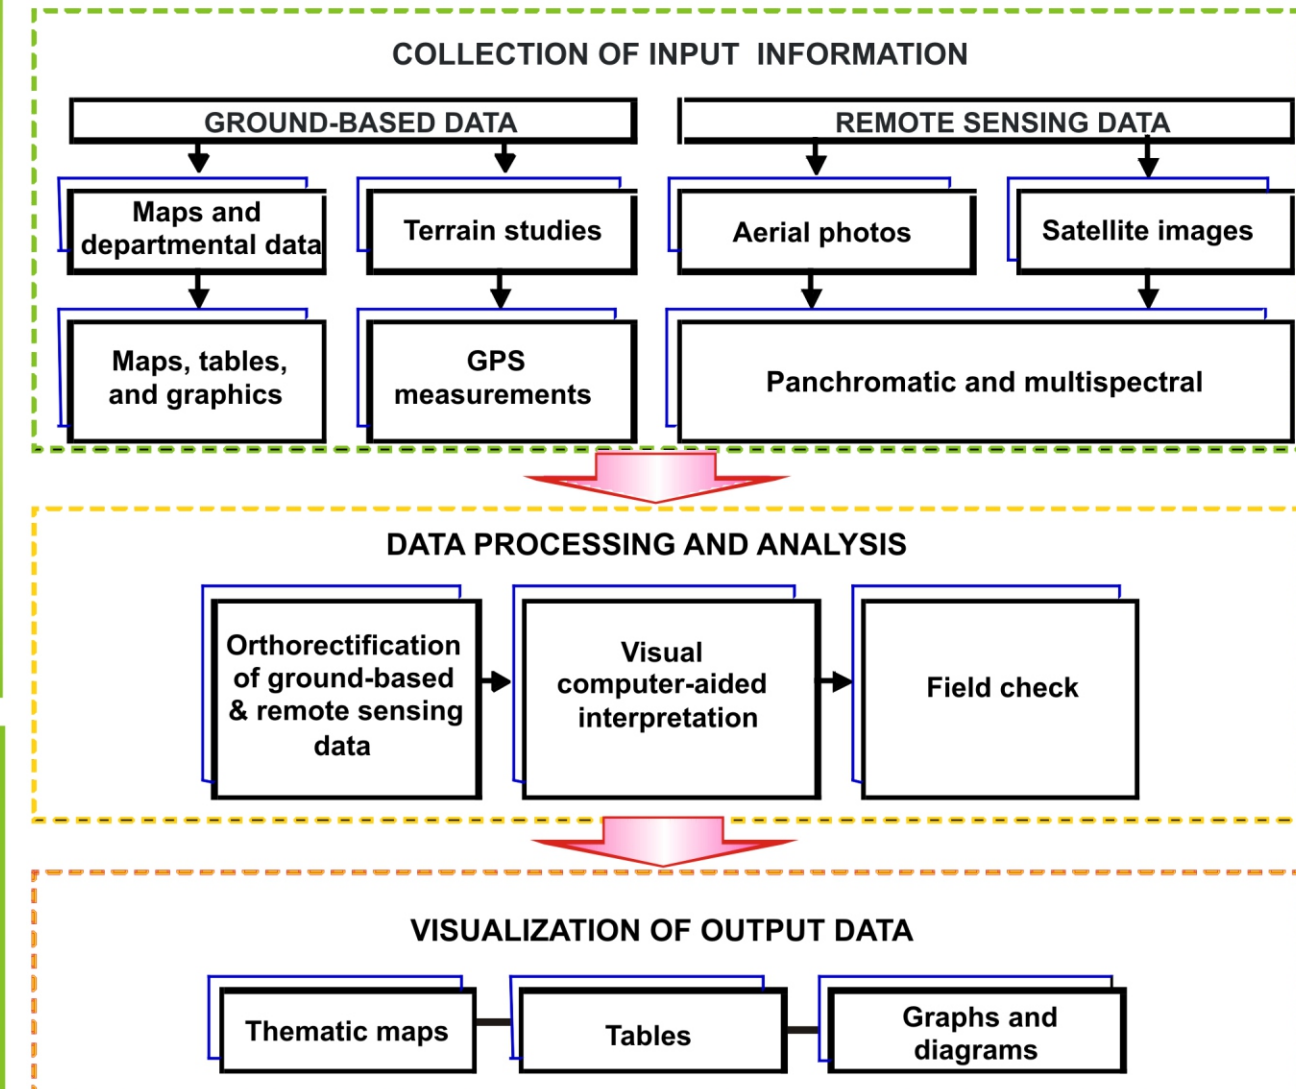 COLLECTION OF INPUT INFORMATION
GROUND-BASED DATA
REMOTE SENSING DATA
Maps and
departmental data
Terrain studies
Aerial photos
Satellite images
Maps, tables,
and graphics
GPS
measurements
Panchromatic and multispectral
DATA PROCESSING AND ANALYSIS
Orthorectification
of ground-based
& remote sensing
data
Visual
computer-aided
interpretation
Field check
VISUALIZATION OF OUTPUT DATA
Thematic maps
Tables
Graphs and
diagrams